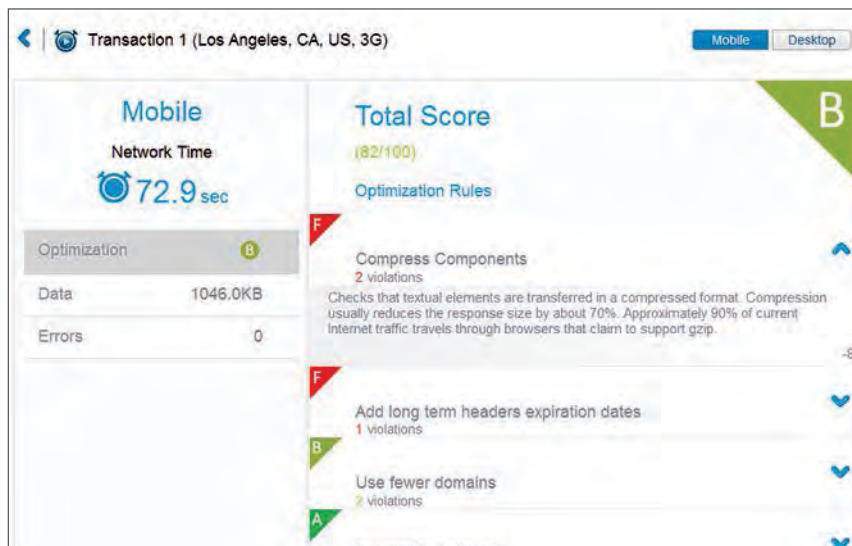 Transaction 1 (Los Angeles, CA, US, 3G)
Mobile
Desktop
Mobile
Network Time
72.9 sec
Optimization B
Data 1046.0KB
Errors 0
Total Score
(82/100)
B
Optimization Rules
F
Compress Components
2 violations
Checks that textual elements are transferred in a compressed format. Compression
usually reduces the response size by about 70%. Approximately 90% of current
Internet traffic travels through browsers that claim to support gzip.
F
Add long term headers expiration dates
1 violations
B
Use fewer domains
2 violations
A